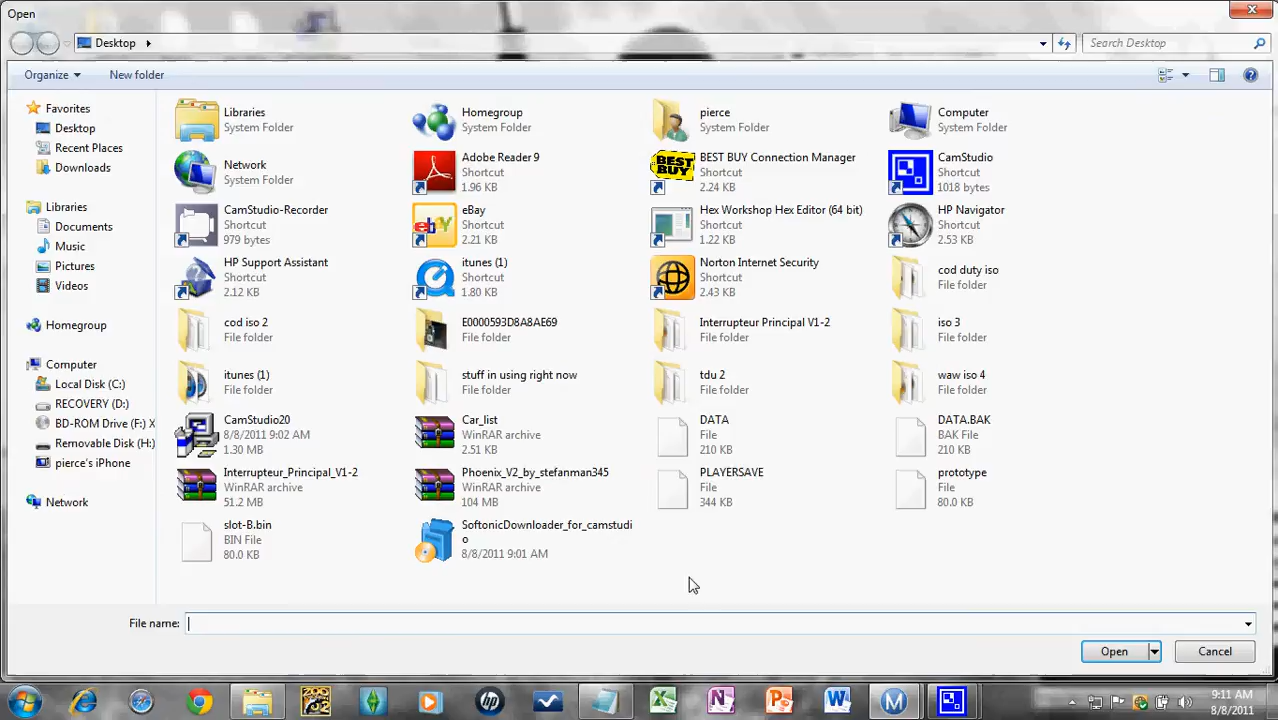 Open
Desktop
Search Desktop
Organize
New folder
Favorites
Desktop
Recent Places
Downloads
Libraries
Documents
Music
Pictures
Videos
Homegroup
Computer
Local Disk (C:)
RECOVERY (D:)
BD-ROM Drive (F:) X
Removable Disk (H:)
pierce's iPhone
Network
Libraries
System Folder
Homegroup
System Folder
pierce
System Folder
Computer
System Folder
Network
System Folder
Adobe Reader 9
Shortcut
1.96 KB
BEST BUY
BEST BUY Connection Manager
Shortcut
2.24 KB
CamStudio
Shortcut
1018 bytes
CamStudio-Recorder
Shortcut
979 bytes
ebY
eBay
Shortcut
2.21 KB
Hex Workshop Hex Editor (64 bit)
Shortcut
1.22 KB
HP Navigator
Shortcut
2.53 KB
HP Support Assistant
Shortcut
2.12 KB
itunes (1)
Shortcut
1.80 KB
Norton Internet Security
Shortcut
2.43 KB
cod duty iso
File folder
cod iso 2
File folder
E0000593D8A8AE69
File folder
Interrupteur Principal V1-2
File folder
iso 3
File folder
itunes (1)
File folder
stuff in using right now
File folder
tdu 2
File folder
waw iso 4
File folder
CamStudio20
8/8/2011 9:02 AM
1.30 MB
Car_list
WinRAR archive
2.51 KB
DATA
File
210 KB
DATA.BAK
BAK File
210 KB
Interrupteur_Principal_V1-2
WinRAR archive
51.2 MB
Phoenix_V2_by_stefanman345
WinRAR archive
104 MB
PLAYERSAVE
File
344 KB
prototype
File
80.0 KB
slot-B.bin
BIN File
80.0 KB
SoftonicDownloader_for_camstudi
o
8/8/2011 9:01 AM
File name:
Open
Cancel
9:11 AM
8/8/2011